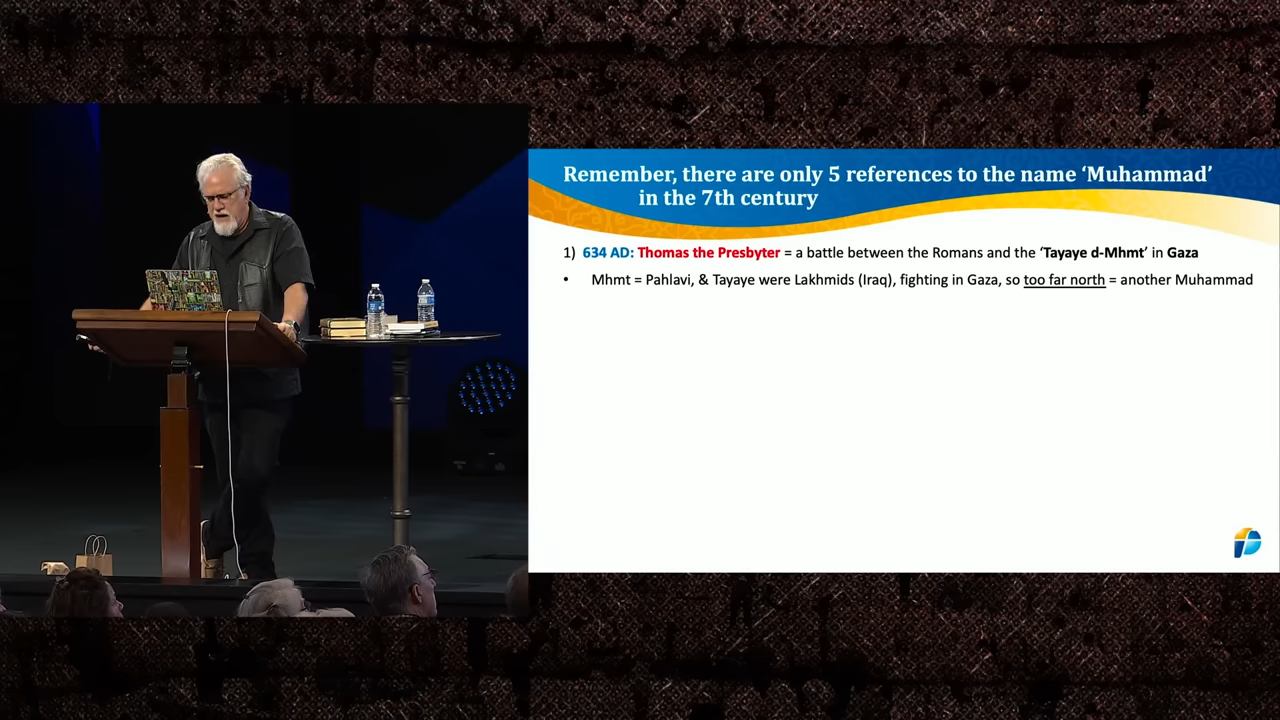 Remember, there are only 5 references to the name ‘Muhammad’
in the 7th century
1) 634 AD: Thomas the Presbyter = a battle between the Romans and the ‘Tayaye d-Mhmt’ in Gaza
• Mhmt = Pahlavi, & Tayaye were Lakhmids (Iraq), fighting in Gaza, so too far north = another Muhammad